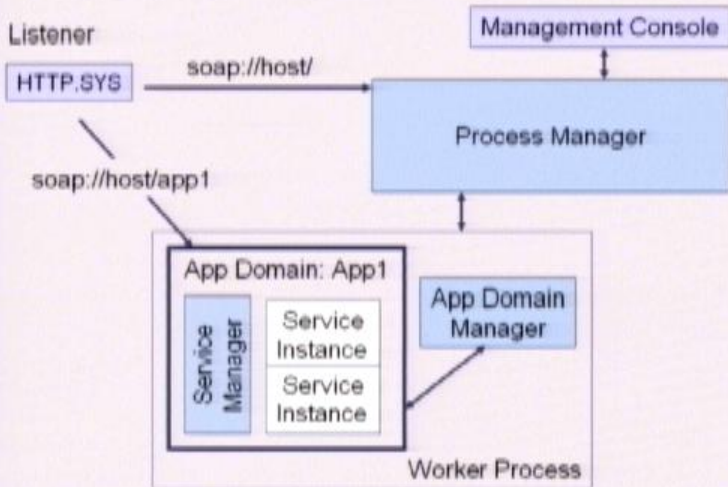 Listener
Management Console
HTTP.SYS
soap://host/
Process Manager
soap://host/app1
App Domain: App1
Service
Manager
Service
Instance
Service
Instance
App Domain
Manager
Worker Process